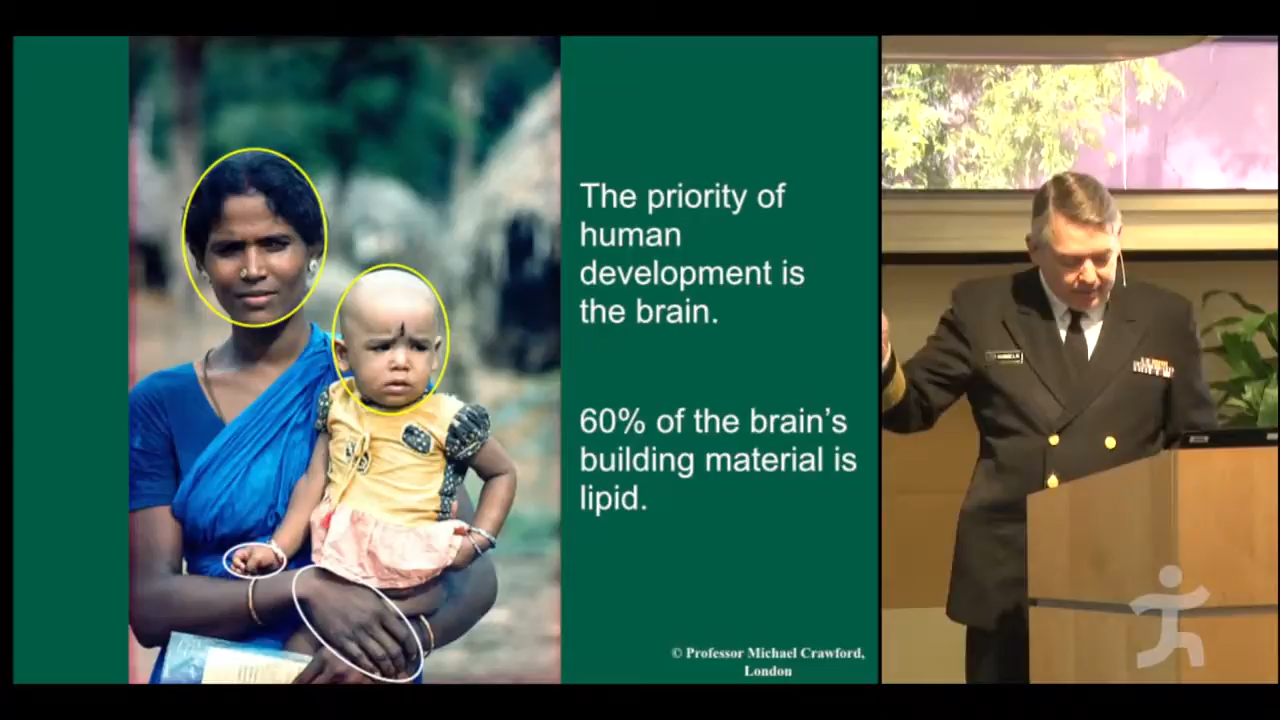 The priority of
human
development is
the brain.
60% of the brain’s
building material is
lipid.
© Professor Michael Crawford,
London